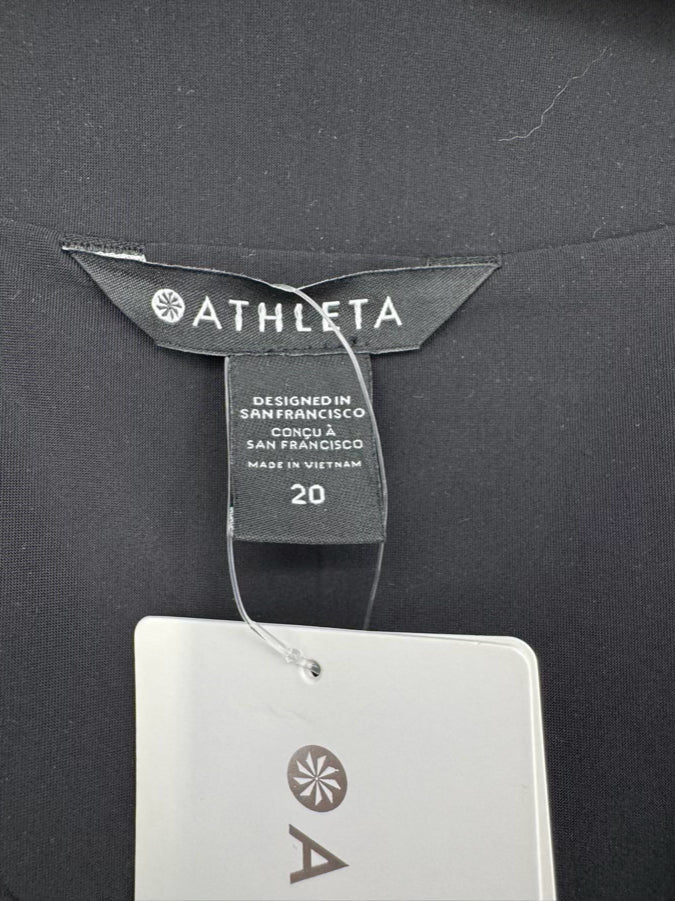 ATHLETA
DESIGNED IN
SAN FRANCISCO
CONÇU À
SAN FRANCISCO
MADE IN VIETNAM
20
A